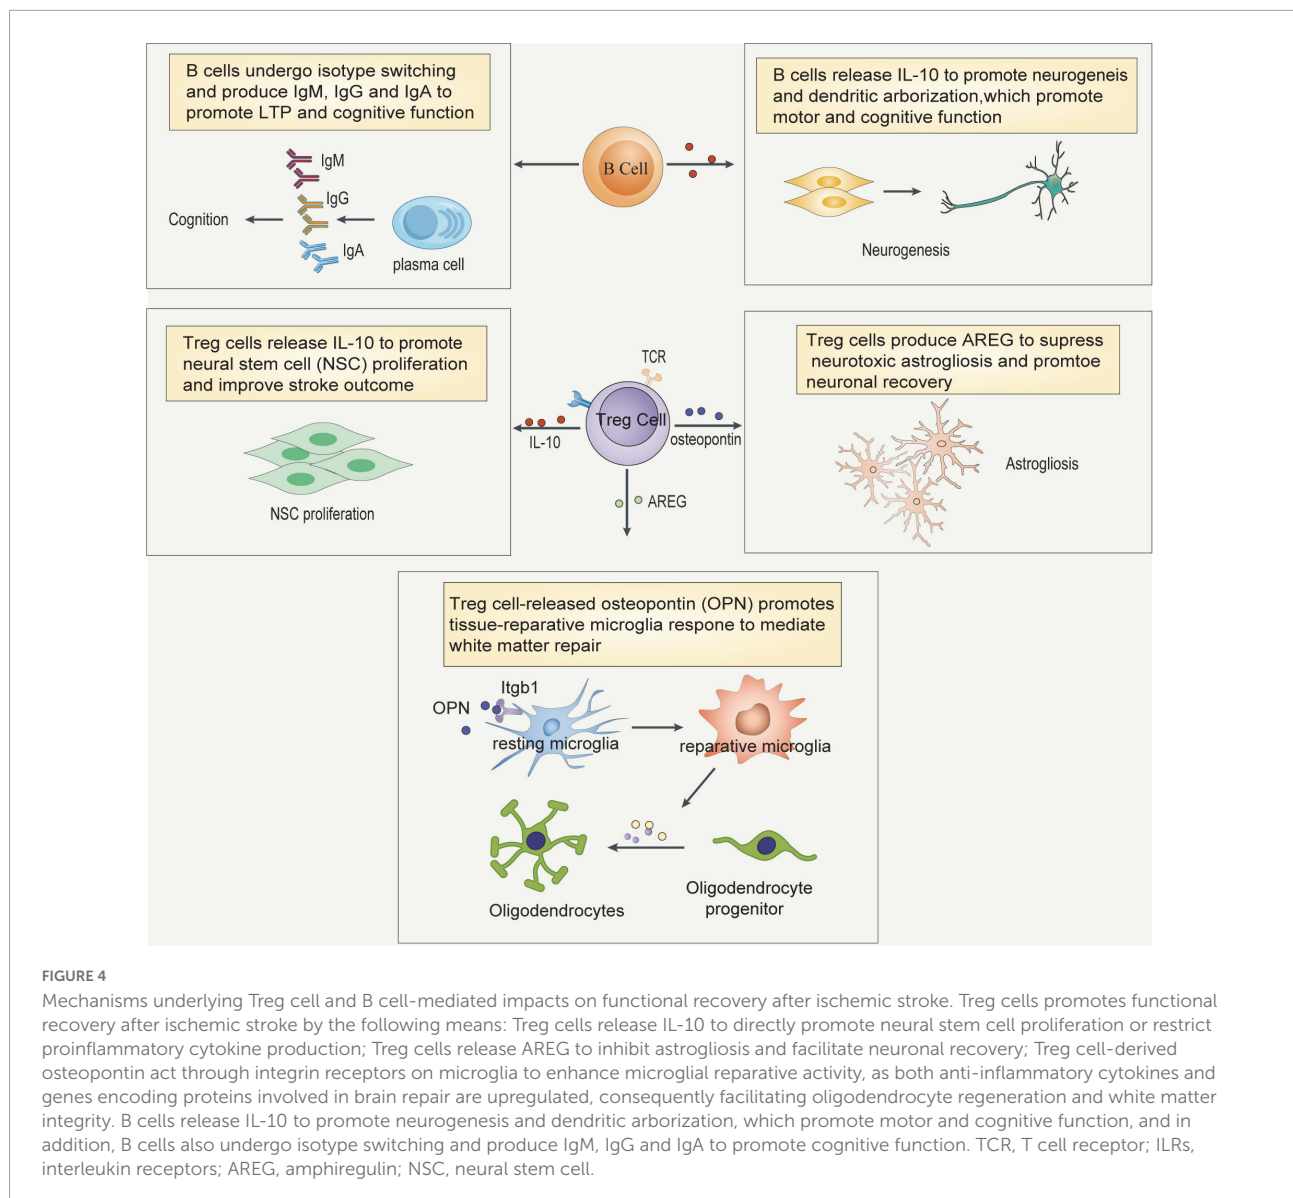 B cells undergo isotype switching
and produce IgM, IgG and IgA to
promote LTP and cognitive function
IgM
IgG
Cognition
IgA
plasma cell
B Cell
B cells release IL-10 to promote neurogeneis
and dendritic arborization,which promote
motor and cognitive function
Neurogenesis
Treg cells release IL-10 to promote
neural stem cell (NSC) proliferation
and improve stroke outcome
NSC proliferation
TCR
Treg Cell
IL-10
osteopontin
AREG
Treg cells produce AREG to supress
neurotoxic astrogliosis and promtoe
neuronal recovery
Astrogliosis
Treg cell-released osteopontin (OPN) promotes
tissue-reparative microglia respone to mediate
white matter repair
Itgb1
OPN
resting microglia
reparative microglia
Oligodendrocytes
Oligodendrocyte
progenitor
FIGURE 4
Mechanisms underlying Treg cell and B cell-mediated impacts on functional recovery after ischemic stroke. Treg cells promotes functional
recovery after ischemic stroke by the following means: Treg cells release IL-10 to directly promote neural stem cell proliferation or restrict
proinflammatory cytokine production; Treg cells release AREG to inhibit astrogliosis and facilitate neuronal recovery; Treg cell-derived
osteopontin act through integrin receptors on microglia to enhance microglial reparative activity, as both anti-inflammatory cytokines and
genes encoding proteins involved in brain repair are upregulated, consequently facilitating oligodendrocyte regeneration and white matter
integrity. B cells release IL-10 to promote neurogenesis and dendritic arborization, which promote motor and cognitive function, and in
addition, B cells also undergo isotype switching and produce IgM, IgG and IgA to promote cognitive function. TCR, T cell receptor; ILRs,
interleukin receptors; AREG, amphiregulin; NSC, neural stem cell.